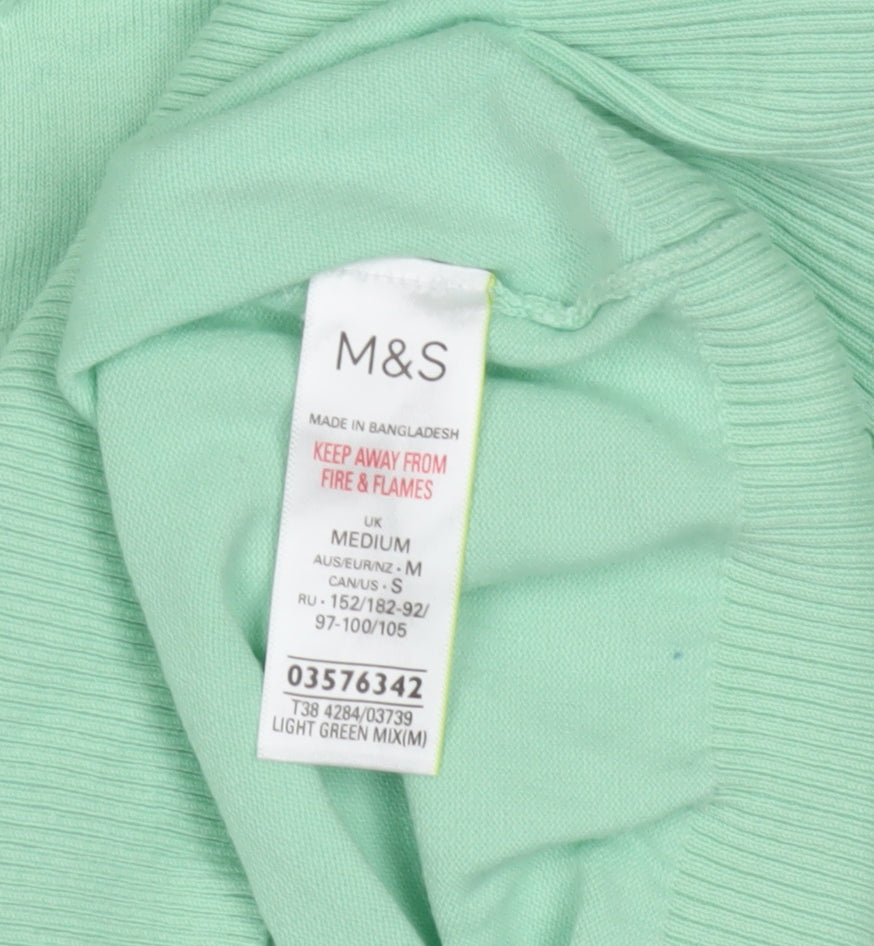 M&S
MADE IN BANGLADESH
KEEP AWAY FROM
FIRE & FLAMES
UK
MEDIUM
AUS/EUR/NZ • M
CAN/US • S
RU • 152/182-92/
97-100/105
03576342
T38 4284/03739
LIGHT GREEN MIX(M)